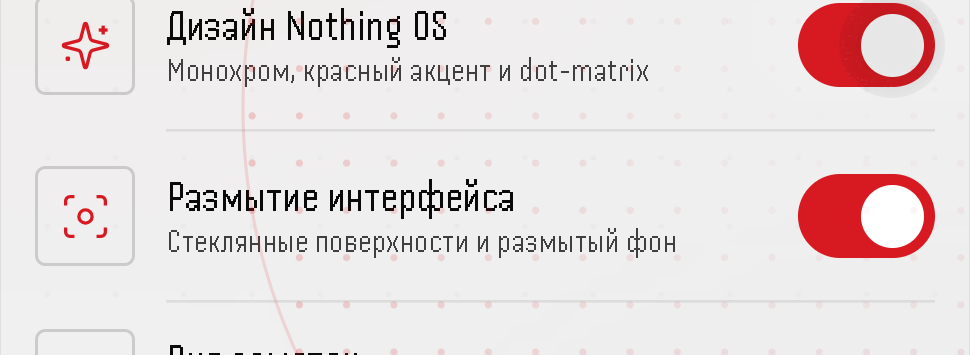 Дизайн Nothing OS
Монохром, красный акцент и dot-matrix
Размытие интерфейса
Стеклянные поверхности и размытый фон